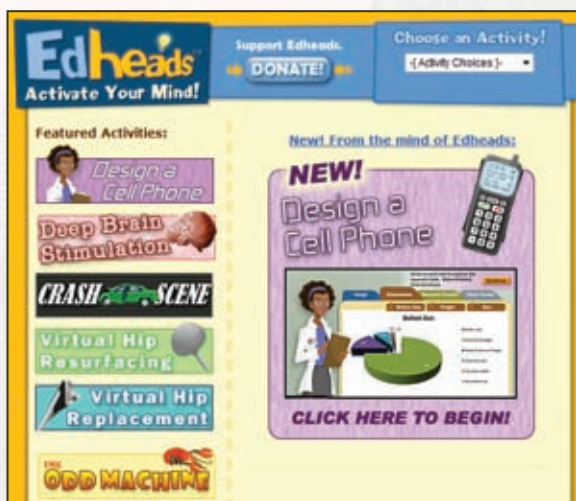 Edheads
Activate Your Mind!
Support Edheads.
DONATE!
Choose an Activity!
-{ Activity Choices }-
Featured Activities:
Design a
Cell Phone
Deep Brain
Stimulation
CRASH SCENE
Virtual Hip
Resurfacing
Virtual Hip
Replacement
THE
ODD MACHINE
New! From the mind of Edheads:
NEW!
Design a
Cell Phone
CLICK HERE TO BEGIN!